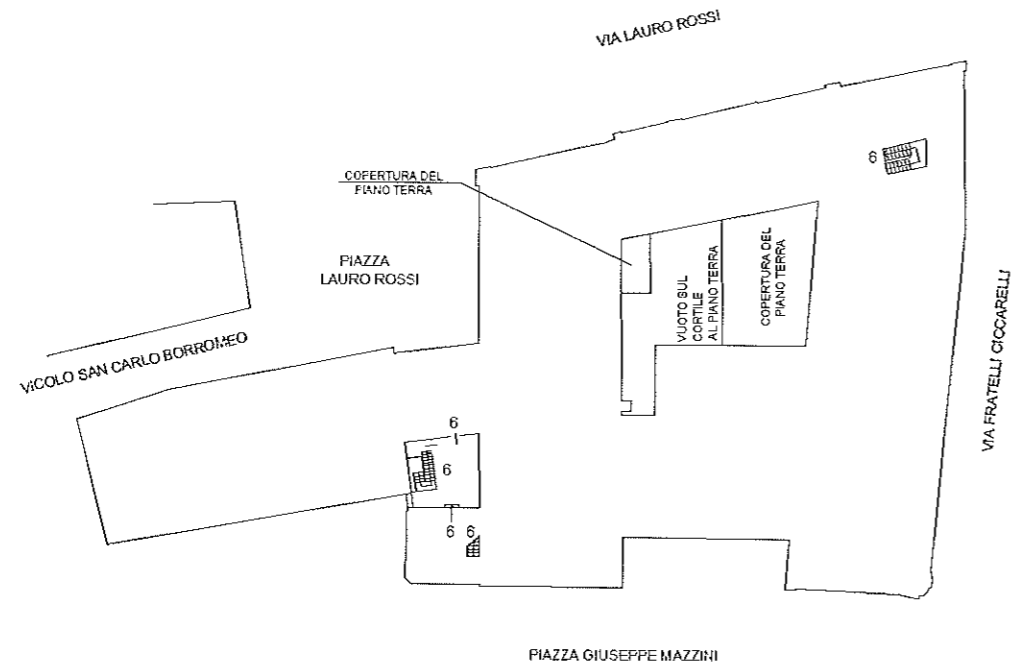 VIA LAURO ROSSI
6
COPERTURA DEL
PIANO TERRA
PIAZZA
LAURO ROSSI
VUOTO SUL
CORTILE
AL PIANO TERRA
COPERTURA DEL
PIANO TERRA
VIA FRATELLI CICCARELLI
VICOLO SAN CARLO BORROMEO
6
6
6 6
PIAZZA GIUSEPPE MAZZINI